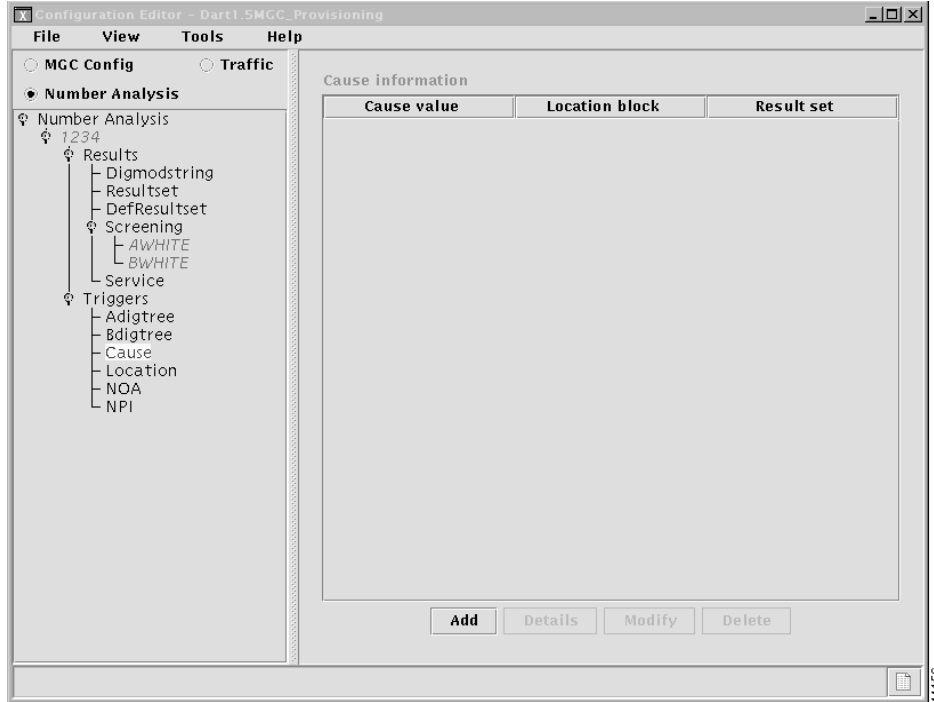 Configuration Editor - Dart1.5MGC_Provisioning
File View Tools Help
MGC Config Traffic
Number Analysis
Number Analysis
1234
Results
Digmodstring
Resultset
DefResultset
Screening
AWHITE
BWHITE
Service
Triggers
Adigtree
Bdigtree
Cause
Location
NOA
NPI
Cause information
Cause value Location block Result set
Add Details Modify Delete